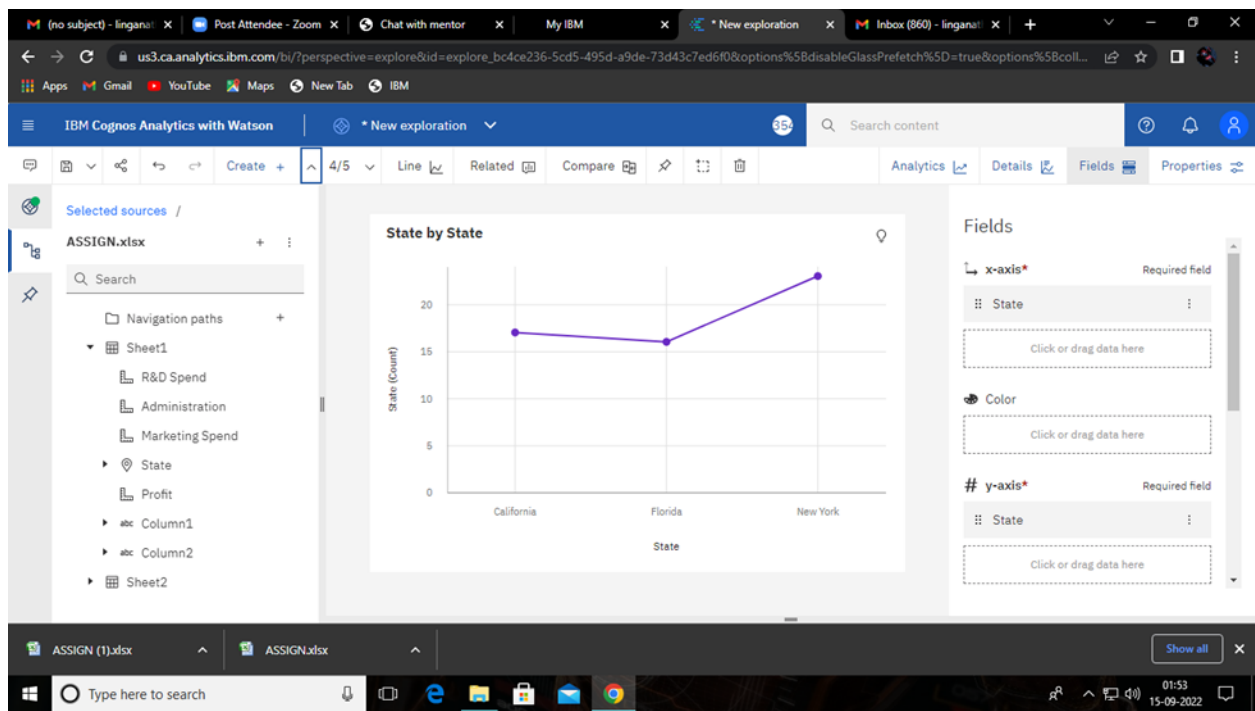 (no subject) - linganat
Post Attendee - Zoom
Chat with mentor
My IBM
* New exploration
Inbox (860) - linganat
us3.ca.analytics.ibm.com/bi/?perspective=explore&id=explore_bc4ce236-5cd5-495d-a9de-73d43c7ed6f0&options%5BdisableGlassPrefetch%5D=true&options%5Bcoll...
Apps Gmail YouTube Maps New Tab IBM
IBM Cognos Analytics with Watson
* New exploration
354
Search content
Create + 4/5 Line Related Compare
Analytics Details Fields Properties
Selected sources /
ASSIGN.xlsx
Search
Navigation paths
Sheet1
R&D Spend
Administration
Marketing Spend
State
Profit
abc Column1
abc Column2
Sheet2
State by State
State (Count)
20
15
10
5
0
California Florida New York
State
Fields
x-axis* Required field
State
Click or drag data here
Color
Click or drag data here
# y-axis* Required field
State
Click or drag data here
ASSIGN (1).xlsx
ASSIGN.xlsx
Show all
Type here to search
01:53
15-09-2022